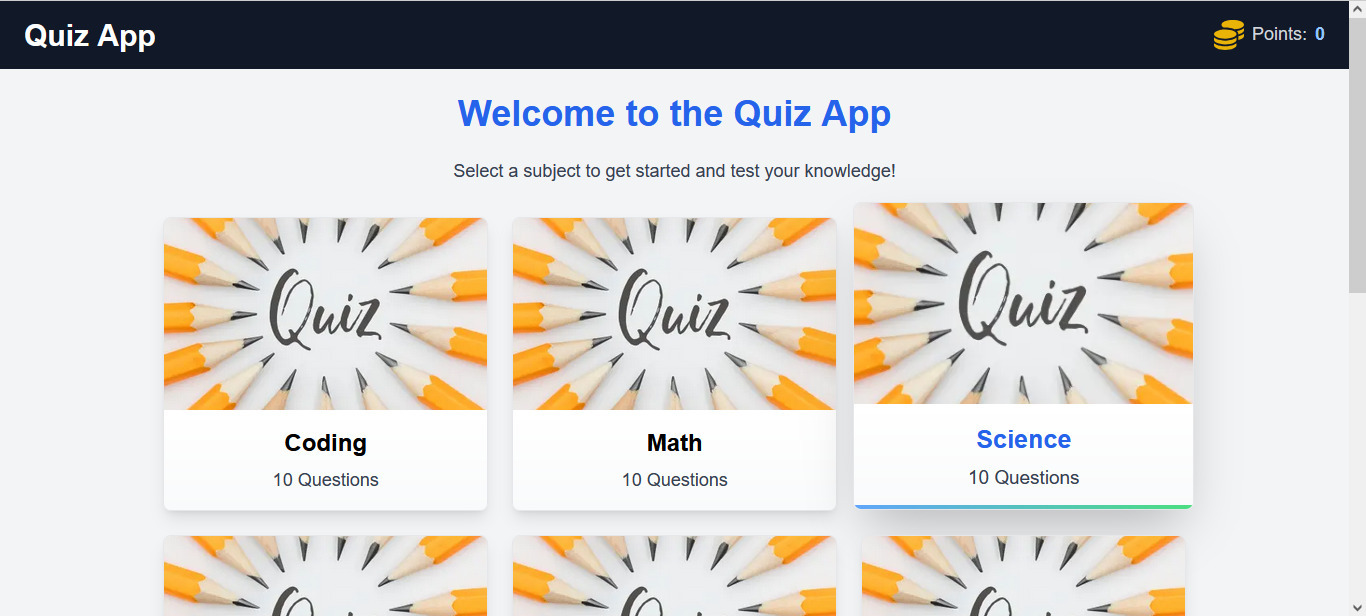 Quiz App
Points: 0
Welcome to the Quiz App
Select a subject to get started and test your knowledge!
Quiz
Quiz
Quiz
Coding
Math
Science
10 Questions
10 Questions
10 Questions